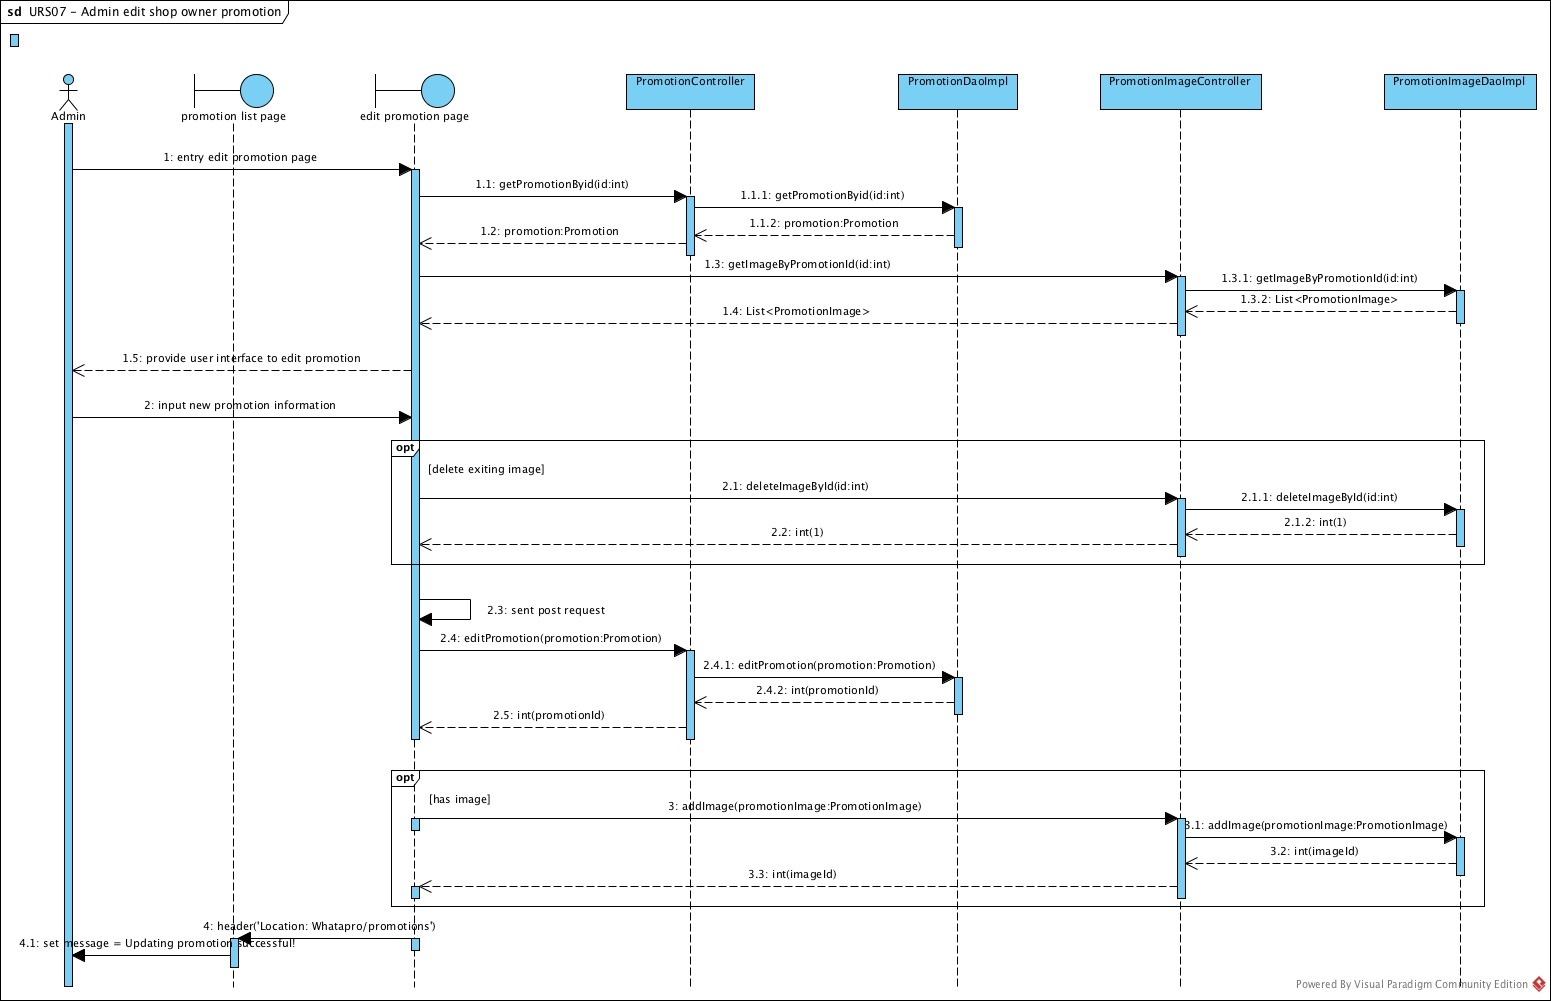 sd URS07 - Admin edit shop owner promotion
Admin
promotion list page
edit promotion page
PromotionController
PromotionDaoImpl
PromotionImageController
PromotionImageDaoImpl
1: entry edit promotion page
1.1: getPromotionByid(id:int)
1.1.1: getPromotionByid(id:int)
1.1.2: promotion:Promotion
1.2: promotion:Promotion
1.3: getImageByPromotionId(id:int)
1.3.1: getImageByPromotionId(id:int)
1.3.2: List<PromotionImage>
1.4: List<PromotionImage>
1.5: provide user interface to edit promotion
2: input new promotion information
opt
[delete exiting image]
2.1: deleteImageById(id:int)
2.1.1: deleteImageById(id:int)
2.1.2: int(1)
2.2: int(1)
2.3: sent post request
2.4: editPromotion(promotion:Promotion)
2.4.1: editPromotion(promotion:Promotion)
2.4.2: int(promotionId)
2.5: int(promotionId)
opt
[has image]
3: addImage(promotionImage:PromotionImage)
3.1: addImage(promotionImage:PromotionImage)
3.2: int(imageId)
3.3: int(imageId)
4: header('Location: Whatapro/promotions')
4.1: set message = Updating promotion successful!
Powered By Visual Paradigm Community Edition